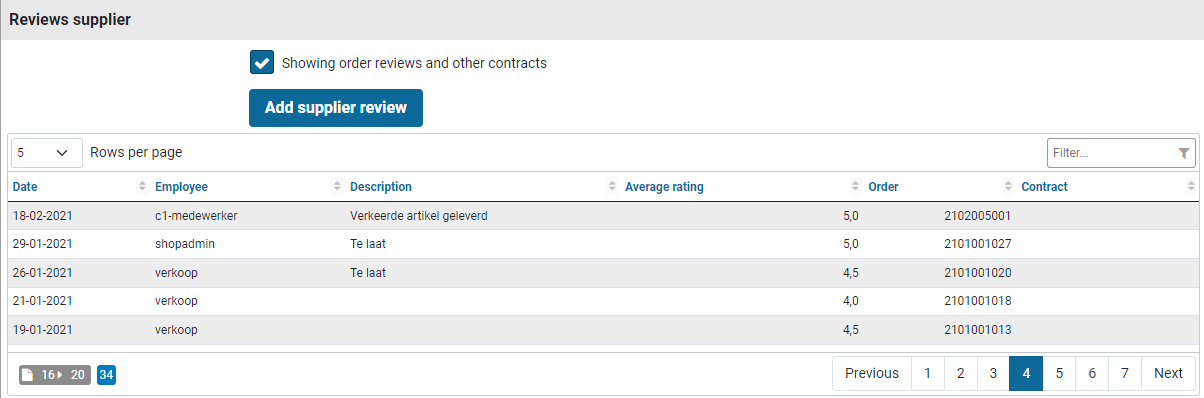 Reviews supplier
Showing order reviews and other contracts
Add supplier review
5 Rows per page Filter...
Date Employee Description Average rating Order Contract
18-02-2021 c1-medewerker Verkeerde artikel geleverd 5,0 2102005001
29-01-2021 shopadmin Te laat 5,0 2101001027
26-01-2021 verkoop Te laat 4,5 2101001020
21-01-2021 verkoop 4,0 2101001018
19-01-2021 verkoop 4,5 2101001013
16 20 34 Previous 1 2 3 4 5 6 7 Next